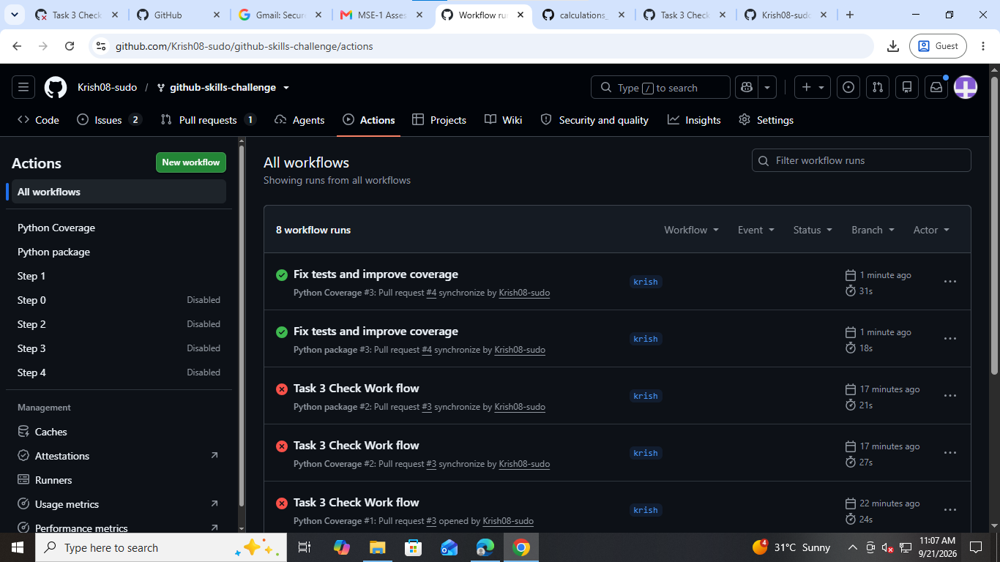 Task 3 Check
GitHub
Gmail: Secure
MSE-1 Asses
Workflow ru
calculations_
Task 3 Check
Krish08-sudo
github.com/Krish08-sudo/github-skills-challenge/actions
Guest
Krish08-sudo / github-skills-challenge
Type / to search
Code
Issues 2
Pull requests 1
Agents
Actions
Projects
Wiki
Security and quality
Insights
Settings
Actions
New workflow
All workflows
Python Coverage
Python package
Step 1
Step 0 Disabled
Step 2 Disabled
Step 3 Disabled
Step 4 Disabled
Management
Caches
Attestations
Runners
Usage metrics
Performance metrics
All workflows
Showing runs from all workflows
Filter workflow runs
8 workflow runs
Workflow Event Status Branch Actor
Fix tests and improve coverage
Python Coverage #3: Pull request #4 synchronize by Krish08-sudo
krish
1 minute ago
31s
Fix tests and improve coverage
Python package #3: Pull request #4 synchronize by Krish08-sudo
krish
1 minute ago
18s
Task 3 Check Work flow
Python package #2: Pull request #3 synchronize by Krish08-sudo
krish
17 minutes ago
21s
Task 3 Check Work flow
Python Coverage #2: Pull request #3 synchronize by Krish08-sudo
krish
17 minutes ago
27s
Task 3 Check Work flow
Python Coverage #1: Pull request #3 opened by Krish08-sudo
krish
22 minutes ago
24s
Type here to search
4
31°C Sunny
11:07 AM
9/21/2026